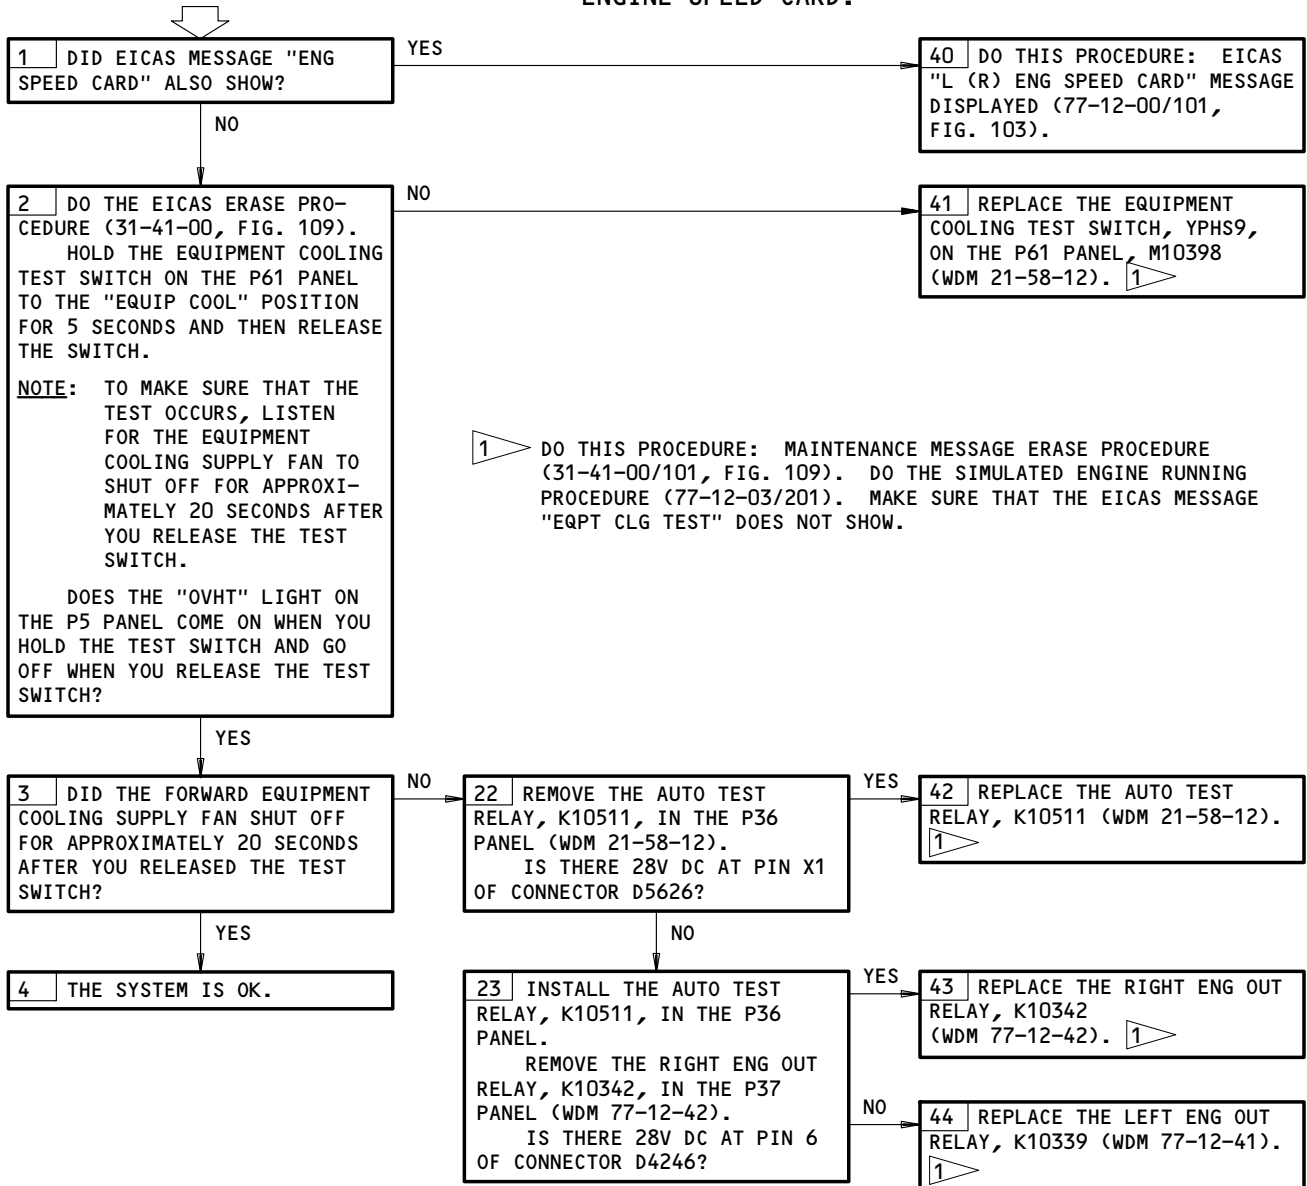 ENGINE SPEED CARD.
1 DID EICAS MESSAGE "ENG
SPEED CARD" ALSO SHOW?
YES
NO
40 DO THIS PROCEDURE: EICAS
"L (R) ENG SPEED CARD" MESSAGE
DISPLAYED (77-12-00/101,
FIG. 103).
2 DO THE EICAS ERASE PRO-
CEDURE (31-41-00, FIG. 109).
HOLD THE EQUIPMENT COOLING
TEST SWITCH ON THE P61 PANEL
TO THE "EQUIP COOL" POSITION
FOR 5 SECONDS AND THEN RELEASE
THE SWITCH.
NOTE: TO MAKE SURE THAT THE
TEST OCCURS, LISTEN
FOR THE EQUIPMENT
COOLING SUPPLY FAN TO
SHUT OFF FOR APPROXI-
MATELY 20 SECONDS AFTER
YOU RELEASE THE TEST
SWITCH.
DOES THE "OVHT" LIGHT ON
THE P5 PANEL COME ON WHEN YOU
HOLD THE TEST SWITCH AND GO
OFF WHEN YOU RELEASE THE TEST
SWITCH?
NO
YES
41 REPLACE THE EQUIPMENT
COOLING TEST SWITCH, YPHS9,
ON THE P61 PANEL, M10398
(WDM 21-58-12). 1
1 DO THIS PROCEDURE: MAINTENANCE MESSAGE ERASE PROCEDURE
(31-41-00/101, FIG. 109). DO THE SIMULATED ENGINE RUNNING
PROCEDURE (77-12-03/201). MAKE SURE THAT THE EICAS MESSAGE
"EQPT CLG TEST" DOES NOT SHOW.
3 DID THE FORWARD EQUIPMENT
COOLING SUPPLY FAN SHUT OFF
FOR APPROXIMATELY 20 SECONDS
AFTER YOU RELEASED THE TEST
SWITCH?
NO
YES
4 THE SYSTEM IS OK.
22 REMOVE THE AUTO TEST
RELAY, K10511, IN THE P36
PANEL (WDM 21-58-12).
IS THERE 28V DC AT PIN X1
OF CONNECTOR D5626?
YES
NO
42 REPLACE THE AUTO TEST
RELAY, K10511 (WDM 21-58-12).
1
23 INSTALL THE AUTO TEST
RELAY, K10511, IN THE P36
PANEL.
REMOVE THE RIGHT ENG OUT
RELAY, K10342, IN THE P37
PANEL (WDM 77-12-42).
IS THERE 28V DC AT PIN 6
OF CONNECTOR D4246?
YES
NO
43 REPLACE THE RIGHT ENG OUT
RELAY, K10342
(WDM 77-12-42). 1
44 REPLACE THE LEFT ENG OUT
RELAY, K10339 (WDM 77-12-41).
1